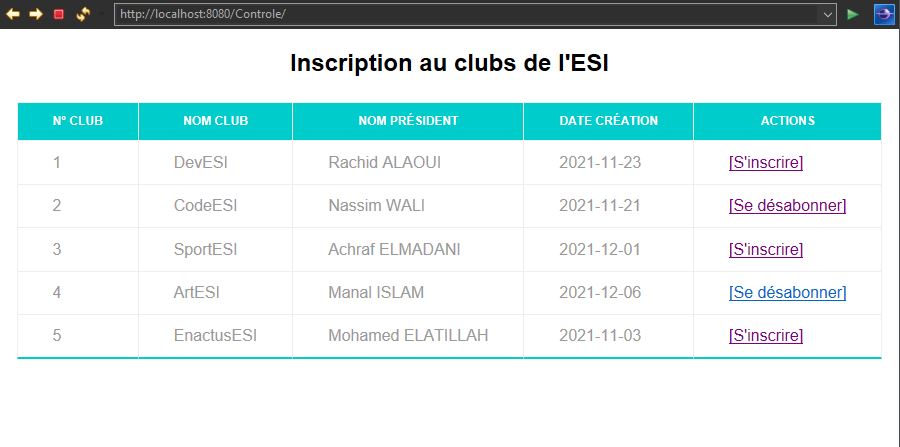 http://localhost:8080/Controle/
Inscription au clubs de l'ESI
N° CLUB NOM CLUB NOM PRÉSIDENT DATE CRÉATION ACTIONS
1 DevESI Rachid ALAOUI 2021-11-23 [S'inscrire]
2 CodeESI Nassim WALI 2021-11-21 [Se désabonner]
3 SportESI Achraf ELMADANI 2021-12-01 [S'inscrire]
4 ArtESI Manal ISLAM 2021-12-06 [Se désabonner]
5 EnactusESI Mohamed ELATILLAH 2021-11-03 [S'inscrire]